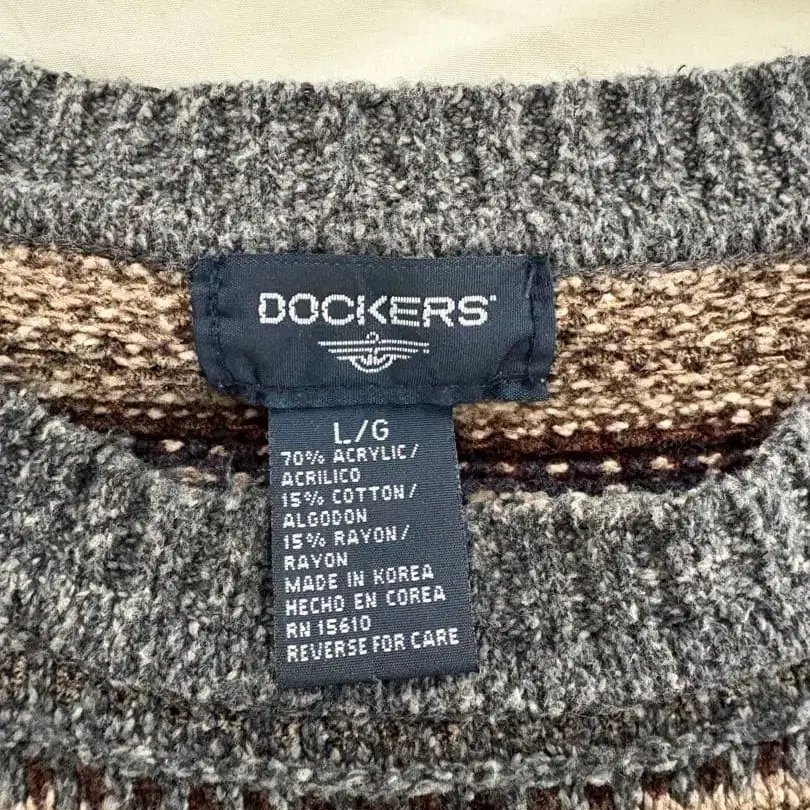 DOCKERS
L/G
70% ACRYLIC/
ACRILICO
15% COTTON/
ALGODON
15% RAYON/
RAYON
MADE IN KOREA
HECHO EN COREA
RN 15610
REVERSE FOR CARE